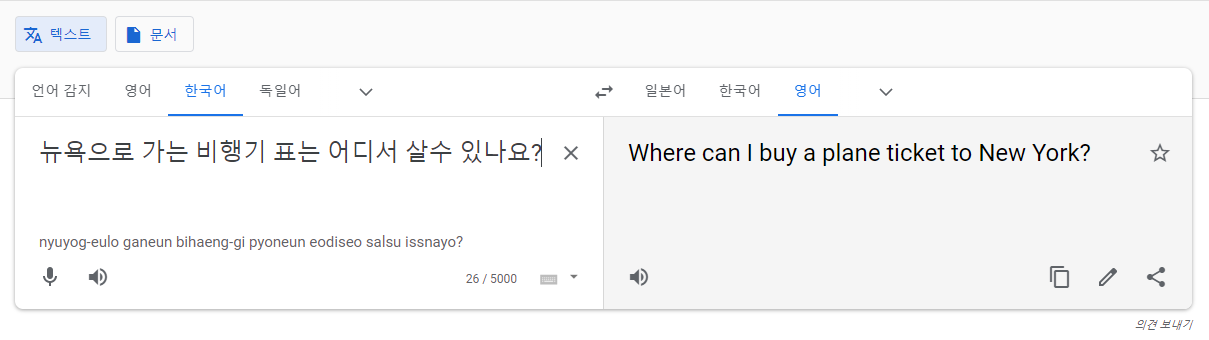 텍스트 문서
언어 감지 영어 한국어 독일어 일본어 한국어 영어
뉴욕으로 가는 비행기 표는 어디서 살수 있나요?
Where can I buy a plane ticket to New York?
nyuyog-eulo ganeun bihaeng-gi pyoneun eodiseo salsu issnayo?
26 / 5000
의견 보내기